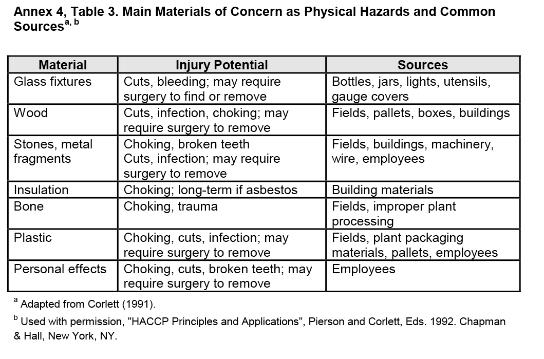 Annex 4, Table 3. Main Materials of Concern as Physical Hazards and Common
Sourcesa, b
Material Injury Potential Sources
Glass fixtures Cuts, bleeding; may require Bottles, jars, lights, utensils,
surgery to find or remove gauge covers
Wood Cuts, infection, choking; may Fields, pallets, boxes, buildings
require surgery to remove
Stones, metal Choking, broken teeth Fields, buildings, machinery,
fragments Cuts, infection; may require wire, employees
surgery to remove
Insulation Choking; long-term if asbestos Building materials
Bone Choking, trauma Fields, improper plant
processing
Plastic Choking, cuts, infection; may Fields, plant packaging
require surgery to remove materials, pallets, employees
Personal effects Choking, cuts, broken teeth; may Employees
require surgery to remove
a Adapted from Corlett (1991).
b Used with permission, "HACCP Principles and Applications", Pierson and Corlett, Eds. 1992. Chapman
& Hall, New York, NY.